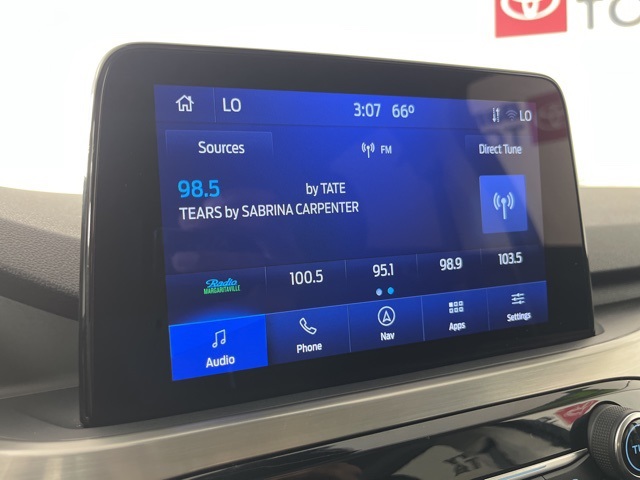 TO
LO 3:07 66° LO
Sources FM Direct Tune
98.5 by TATE
TEARS by SABRINA CARPENTER
Radio
MARGARITAVILLE
100.5 95.1 98.9 103.5
Audio Phone Nav Apps Settings